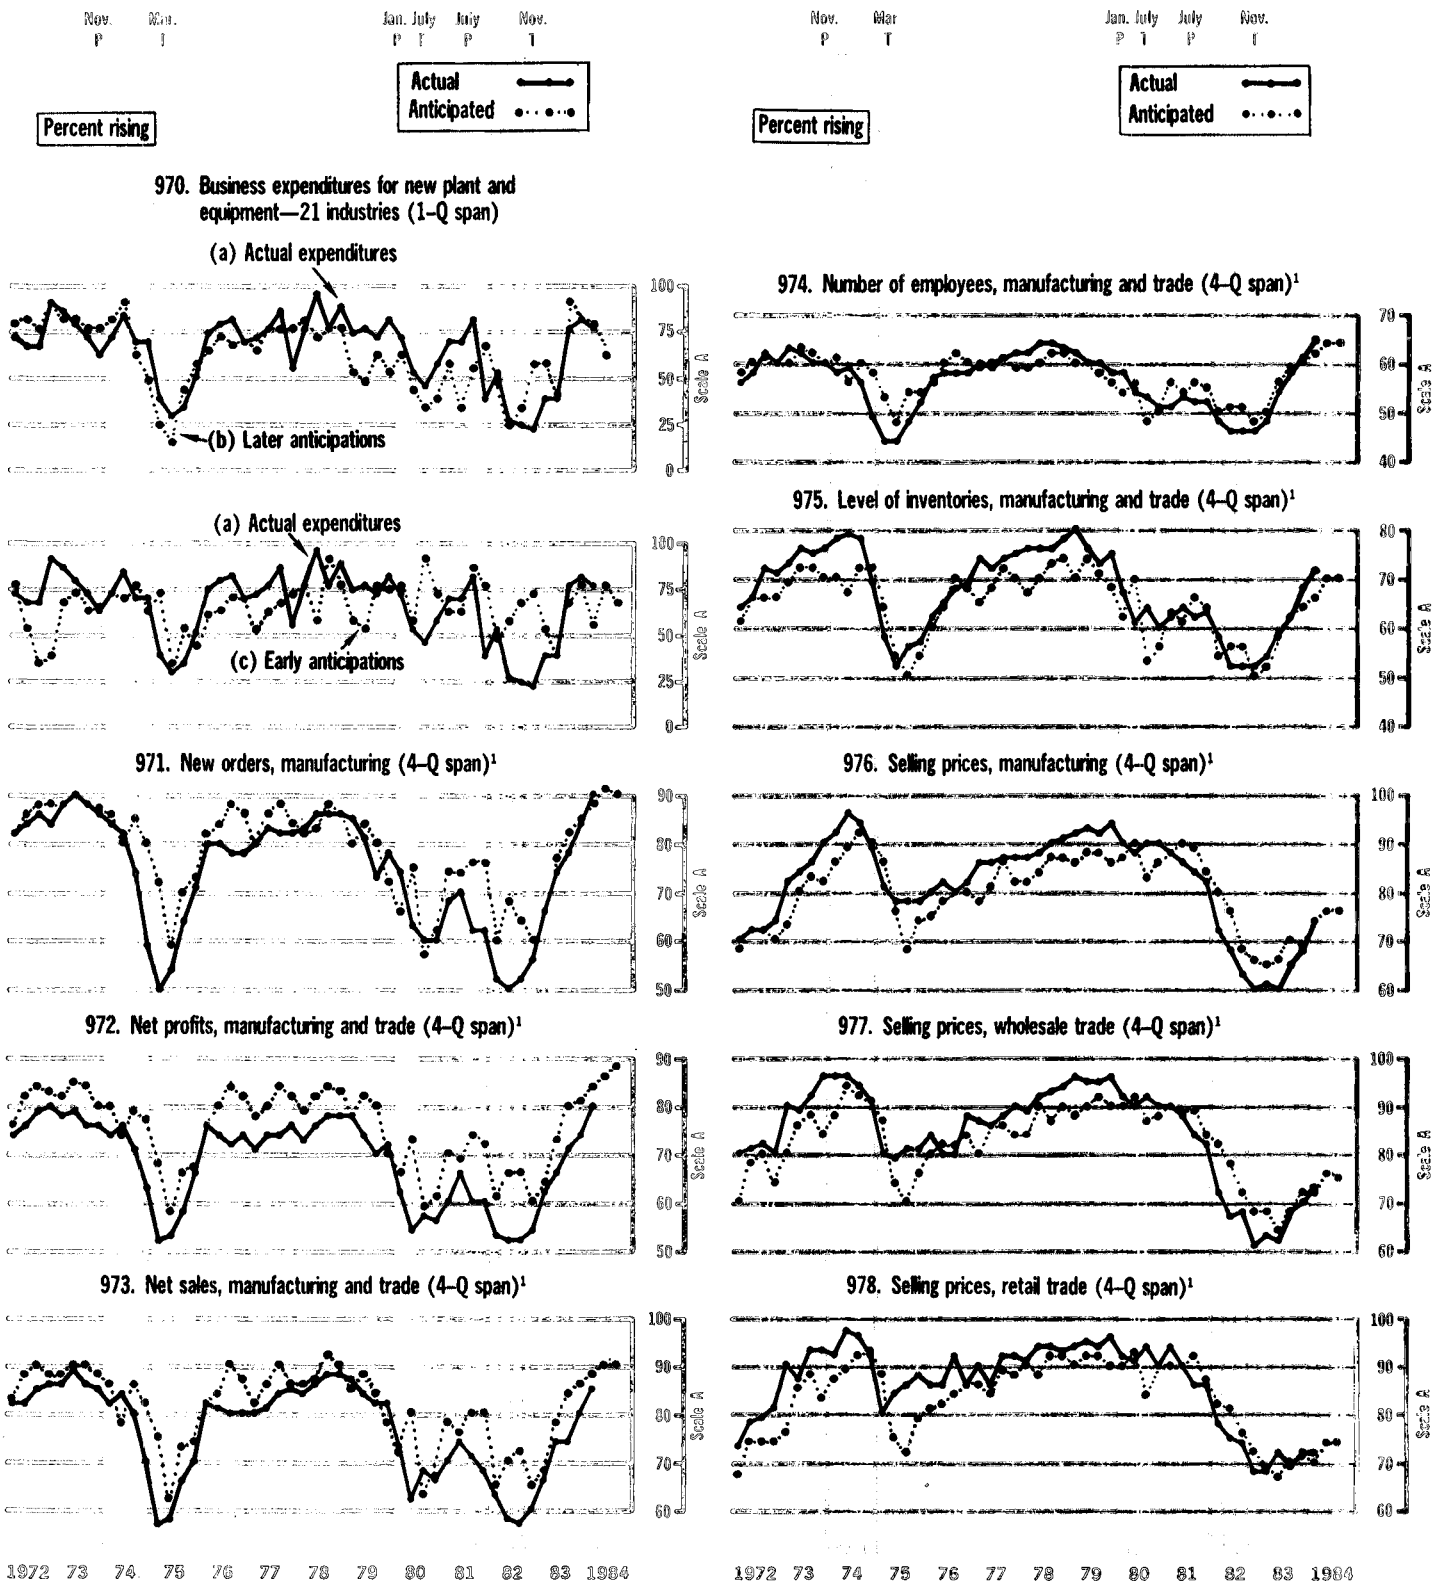 Nov. Mar. Jan. July July Nov.
P T P T P T
Actual
Anticipated
Percent rising
970. Business expenditures for new plant and
equipment—21 industries (1-Q span)
(a) Actual expenditures
100
75
50
25
0
Scale A
(b) Later anticipations
(a) Actual expenditures
100
75
50
25
0
Scale A
(c) Early anticipations
971. New orders, manufacturing (4-Q span)¹
90
80
70
60
50
Scale A
972. Net profits, manufacturing and trade (4-Q span)¹
90
80
70
60
50
Scale A
973. Net sales, manufacturing and trade (4-Q span)¹
100
90
80
70
60
Scale A
1972 73 74 75 76 77 78 79 80 81 82 83 1984
Nov. Mar Jan. July July Nov.
P T P T P T
Actual
Anticipated
Percent rising
974. Number of employees, manufacturing and trade (4-Q span)¹
70
60
50
40
Scale A
975. Level of inventories, manufacturing and trade (4-Q span)¹
80
70
60
50
40
Scale A
976. Selling prices, manufacturing (4-Q span)¹
100
90
80
70
60
Scale A
977. Selling prices, wholesale trade (4-Q span)¹
100
90
80
70
60
Scale A
978. Selling prices, retail trade (4-Q span)¹
100
90
80
70
60
Scale A
1972 73 74 75 76 77 78 79 80 81 82 83 1984